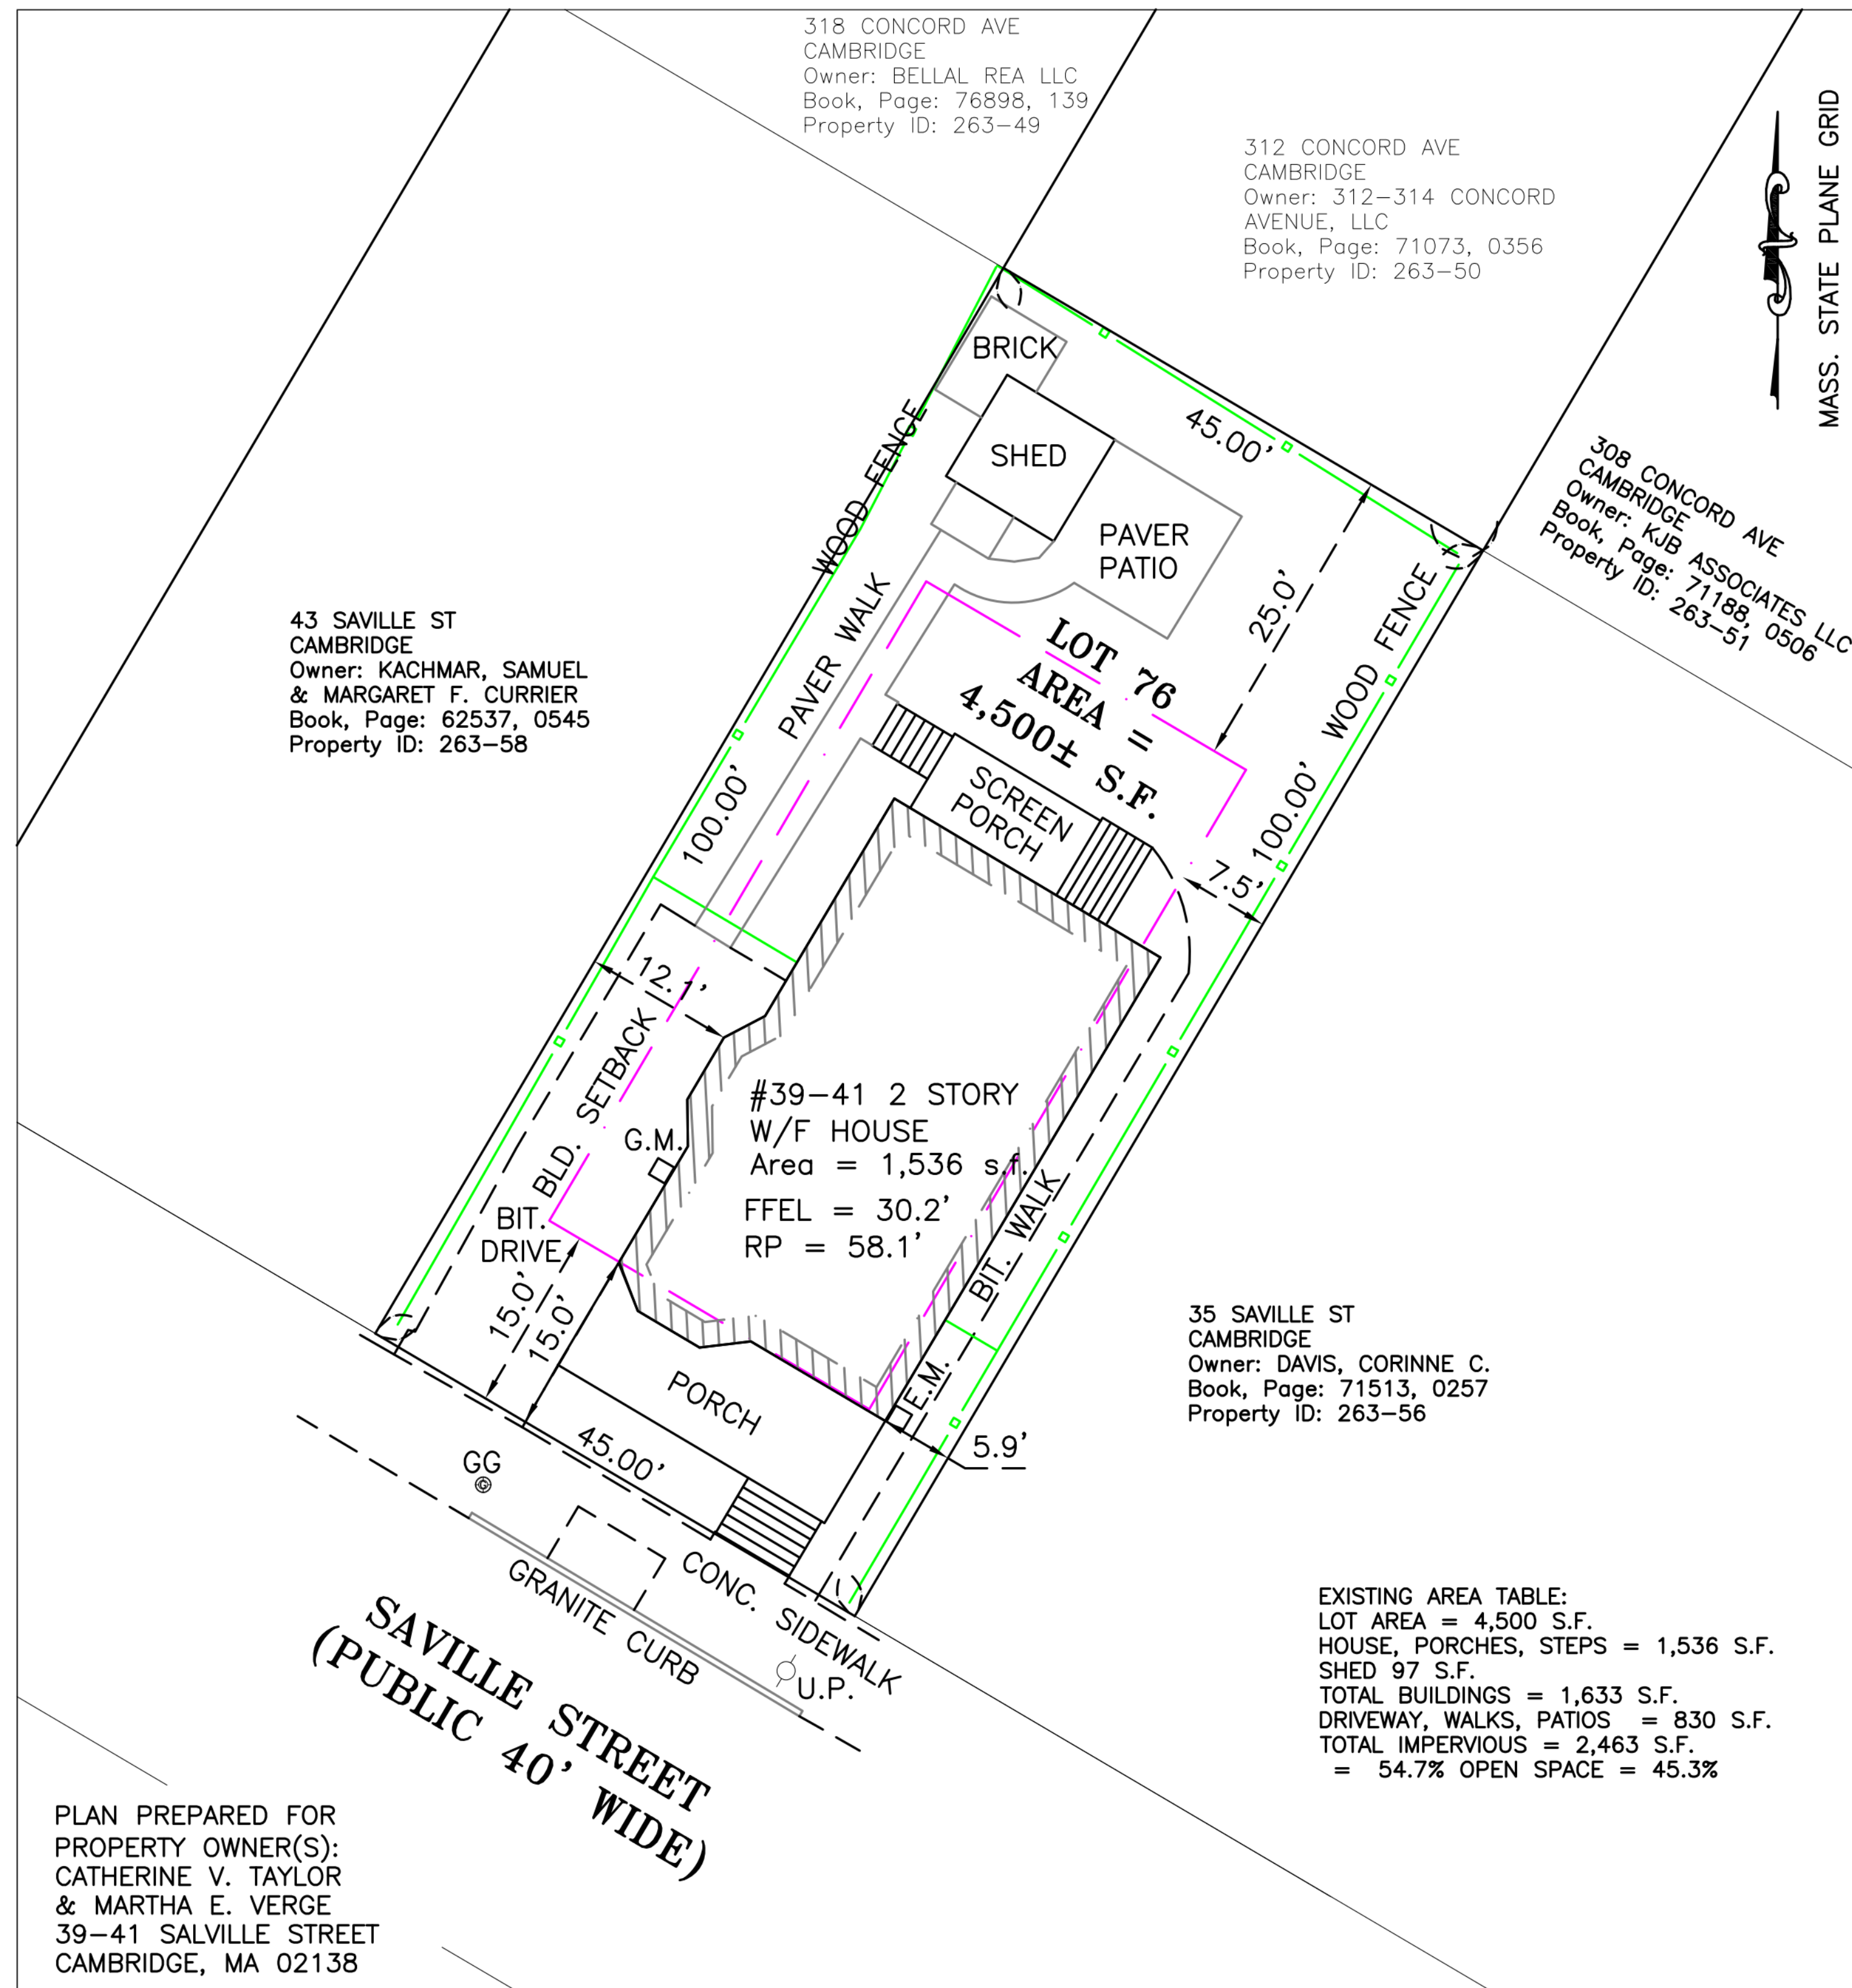 318 CONCORD AVE
CAMBRIDGE
Owner: BELLAL REA LLC
Book, Page: 76898, 139
Property ID: 263-49
312 CONCORD AVE
CAMBRIDGE
Owner: 312-314 CONCORD
AVENUE, LLC
Book, Page: 71073, 0356
Property ID: 263-50
MASS. STATE PLANE GRID
308 CONCORD AVE
CAMBRIDGE
Owner: KJB ASSOCIATES LLC
Book, Page: 71188, 0506
Property ID: 263-51
BRICK
45.00'
WOOD FENCE
SHED
PAVER
PATIO
25.0'
WOOD FENCE
PAVER WALK
43 SAVILLE ST
CAMBRIDGE
Owner: KACHMAR, SAMUEL
& MARGARET F. CURRIER
Book, Page: 62537, 0545
Property ID: 263-58
LOT 76
AREA =
4,500± S.F.
100.00'
SCREEN
PORCH
100.00'
7.5'
12.1'
BLD. SETBACK
G.M.
#39-41 2 STORY
W/F HOUSE
Area = 1,536 s.f.
FFEL = 30.2'
RP = 58.1'
BIT.
DRIVE
BIT. WALK
15.0'
15.0'
35 SAVILLE ST
CAMBRIDGE
Owner: DAVIS, CORINNE C.
Book, Page: 71513, 0257
Property ID: 263-56
PORCH
E.M.
5.9'
45.00'
GG
G
GRANITE CURB
CONC. SIDEWALK
U.P.
SAVILLE STREET
(PUBLIC 40' WIDE)
EXISTING AREA TABLE:
LOT AREA = 4,500 S.F.
HOUSE, PORCHES, STEPS = 1,536 S.F.
SHED 97 S.F.
TOTAL BUILDINGS = 1,633 S.F.
DRIVEWAY, WALKS, PATIOS = 830 S.F.
TOTAL IMPERVIOUS = 2,463 S.F.
= 54.7% OPEN SPACE = 45.3%
PLAN PREPARED FOR
PROPERTY OWNER(S):
CATHERINE V. TAYLOR
& MARTHA E. VERGE
39-41 SALVILLE STREET
CAMBRIDGE, MA 02138